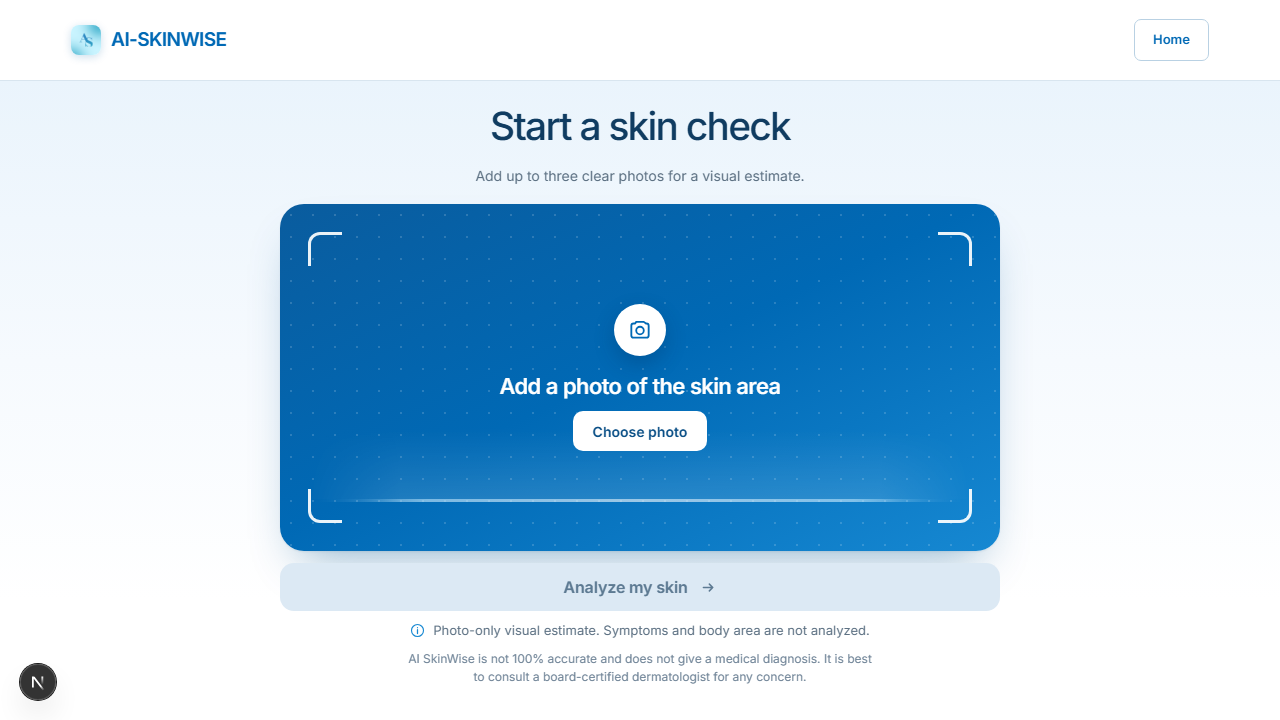 AI-SKINWISE
Home
Start a skin check
Add up to three clear photos for a visual estimate.
Add a photo of the skin area
Choose photo
Analyze my skin →
Photo-only visual estimate. Symptoms and body area are not analyzed.
AI SkinWise is not 100% accurate and does not give a medical diagnosis. It is best
to consult a board-certified dermatologist for any concern.
N